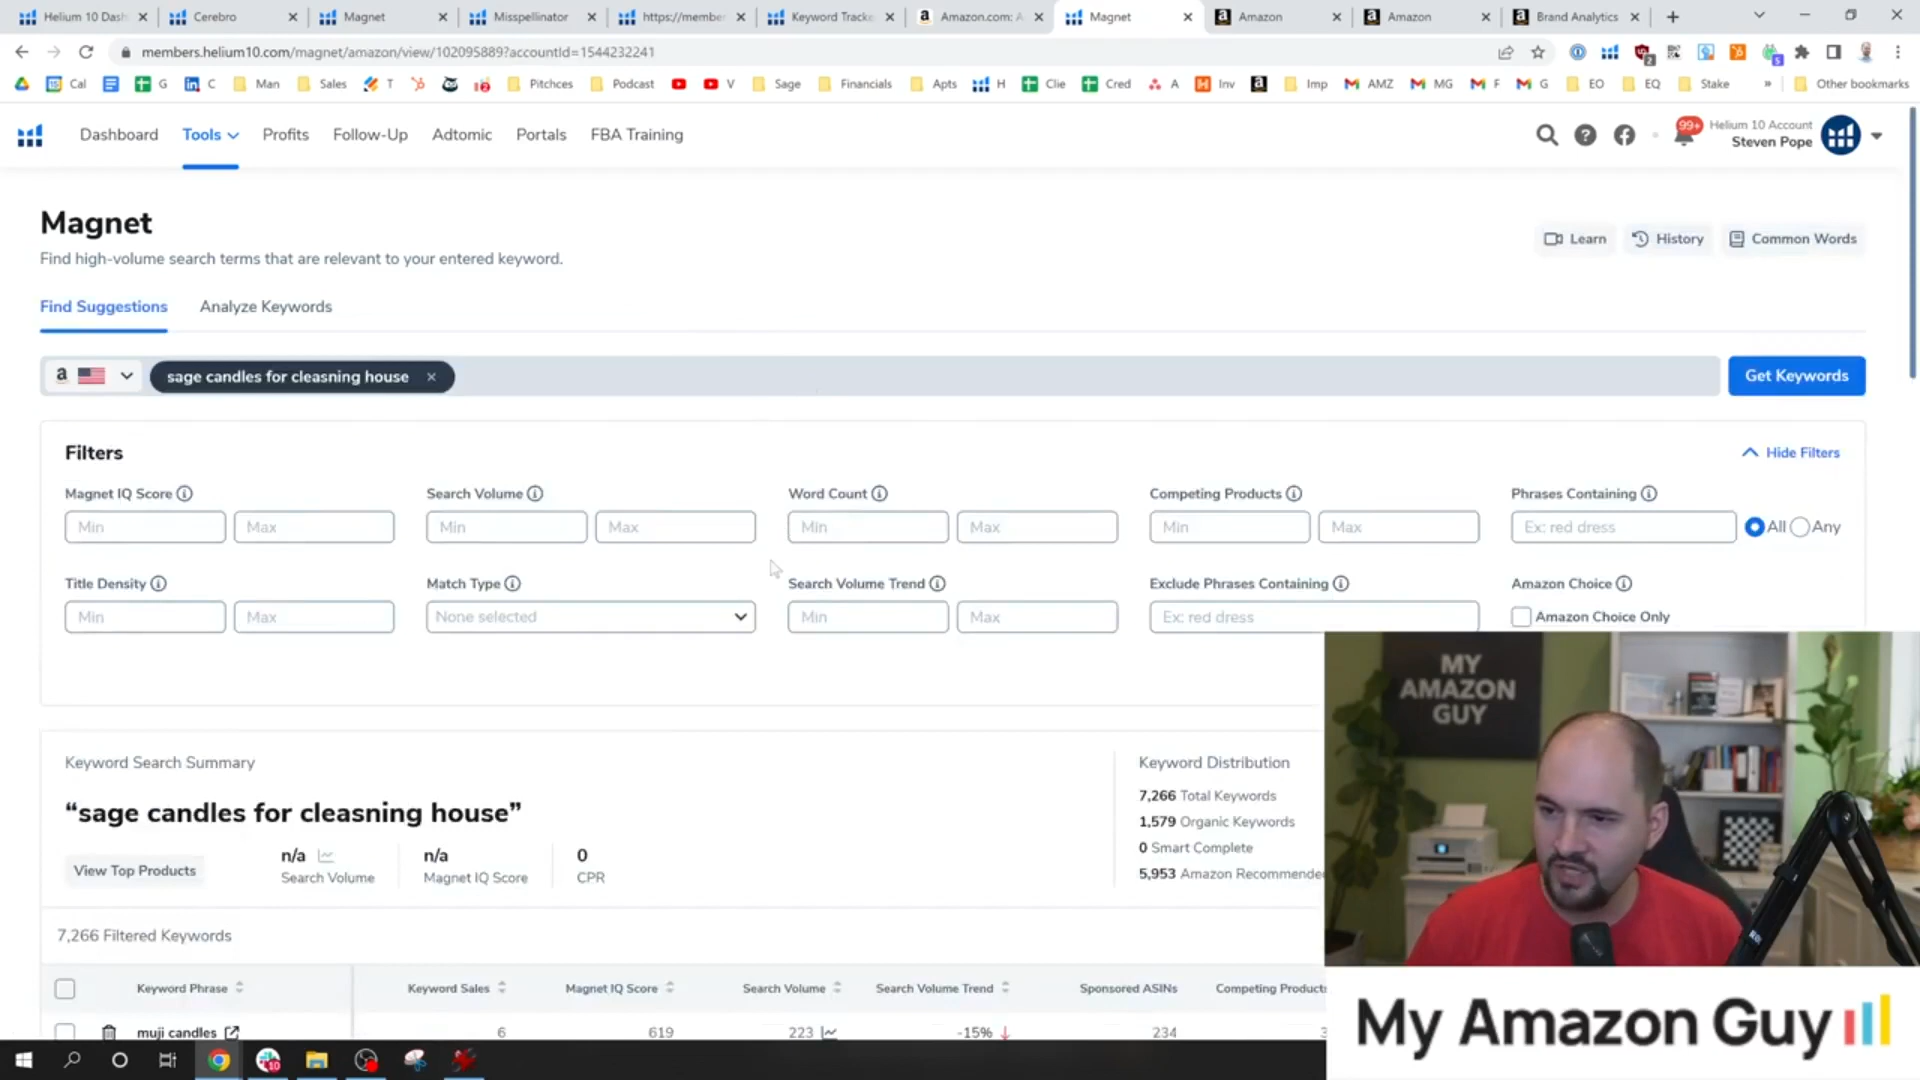 Helium 10 Dash
Cerebro
Magnet
Misspellinator
https://member
Keyword Tracke
Amazon.com: A
Magnet
Amazon
Amazon
Brand Analytics
members.helium10.com/magnet/amazon/view/102095889?accountId=1544232241
Cal
G
C
Man
Sales
T
Pitchces
Podcast
V
Sage
Financials
Apts
H
Clie
Cred
A
Inv
Imp
AMZ
MG
F
G
EO
EQ
Stake
»
Other bookmarks
Dashboard
Tools
Profits
Follow-Up
Adtomic
Portals
FBA Training
99+
Helium 10 Account
Steven Pope
Magnet
Find high-volume search terms that are relevant to your entered keyword.
Learn
History
Common Words
Find Suggestions
Analyze Keywords
sage candles for cleasning house
Get Keywords
Filters
Hide Filters
Magnet IQ Score
Search Volume
Word Count
Competing Products
Phrases Containing
Min
Max
Min
Max
Min
Max
Min
Max
Ex: red dress
All
Any
Title Density
Match Type
Search Volume Trend
Exclude Phrases Containing
Amazon Choice
Min
Max
None selected
Min
Max
Ex: red dress
Amazon Choice Only
MY
AMAZON
GUY
Keyword Search Summary
Keyword Distribution
"sage candles for cleasning house"
7,266 Total Keywords
1,579 Organic Keywords
0 Smart Complete
5,953 Amazon Recommende
View Top Products
n/a
Search Volume
n/a
Magnet IQ Score
0
CPR
7,266 Filtered Keywords
Keyword Phrase
Keyword Sales
Magnet IQ Score
Search Volume
Search Volume Trend
Sponsored ASINs
Competing Products
muji candles
6
619
223
-15%
234
3
My Amazon Guy